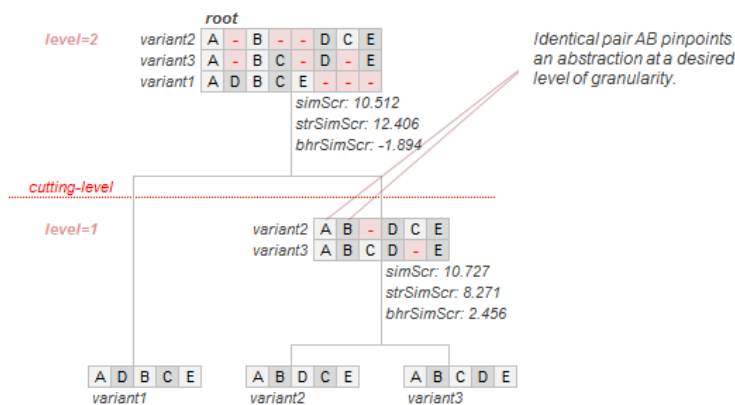 root
level=2
variant2 A - B - - D C E
variant3 A - B C - D - E
variant1 A D B C E - - -
Identical pair AB pinpoints
an abstraction at a desired
level of granularity.
simScr: 10.512
strSimScr: 12.406
bhrSimScr: -1.894
cutting-level
level=1
variant2 A B - D C E
variant3 A B C D - E
simScr: 10.727
strSimScr: 8.271
bhrSimScr: 2.456
A D B C E
variant1
A B D C E
variant2
A B C D E
variant3